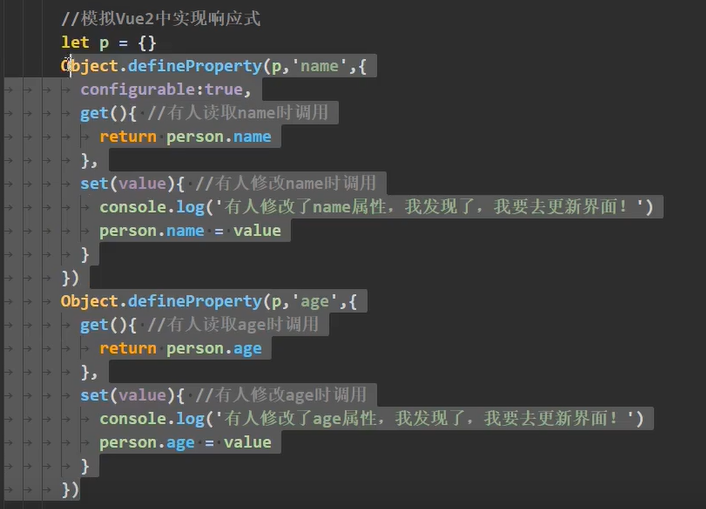 //模拟Vue2中实现响应式
let p = {}
Object.defineProperty(p,'name',{
configurable:true,
get(){ //有人读取name时调用
return person.name
},
set(value){ //有人修改name时调用
console.log('有人修改了name属性，我发现了，我要去更新界面！')
person.name = value
}
})
Object.defineProperty(p,'age',{
get(){ //有人读取age时调用
return person.age
},
set(value){ //有人修改age时调用
console.log('有人修改了age属性，我发现了，我要去更新界面！')
person.age = value
}
})